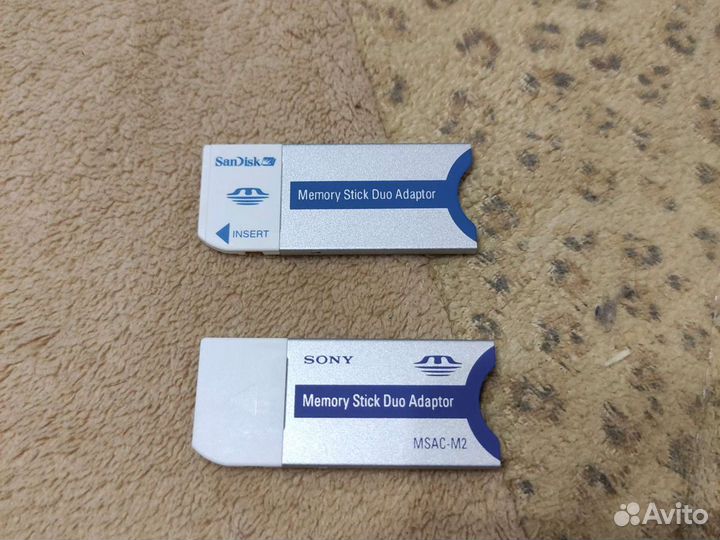 SanDisk
Memory Stick Duo Adaptor
INSERT
SONY
Memory Stick Duo Adaptor
MSAC-M2
Avito